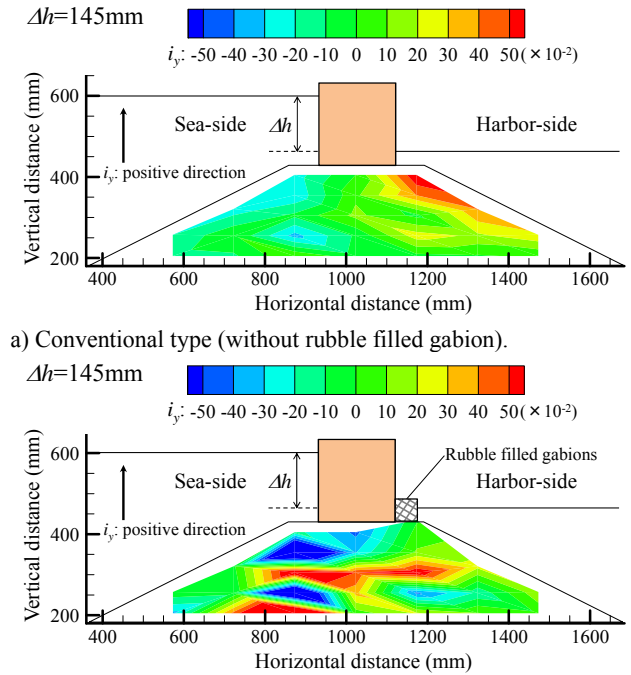 Δh=145mm
i_y: -50 -40 -30 -20 -10 0 10 20 30 40 50 (×10⁻²)
600
Sea-side
Δh
Harbor-side
i_y: positive direction
400
200
Vertical distance (mm)
400 600 800 1000 1200 1400 1600
Horizontal distance (mm)
a) Conventional type (without rubble filled gabion).
Δh=145mm
i_y: -50 -40 -30 -20 -10 0 10 20 30 40 50 (×10⁻²)
Rubble filled gabions
600
Sea-side
Δh
Harbor-side
i_y: positive direction
400
200
Vertical distance (mm)
400 600 800 1000 1200 1400 1600
Horizontal distance (mm)